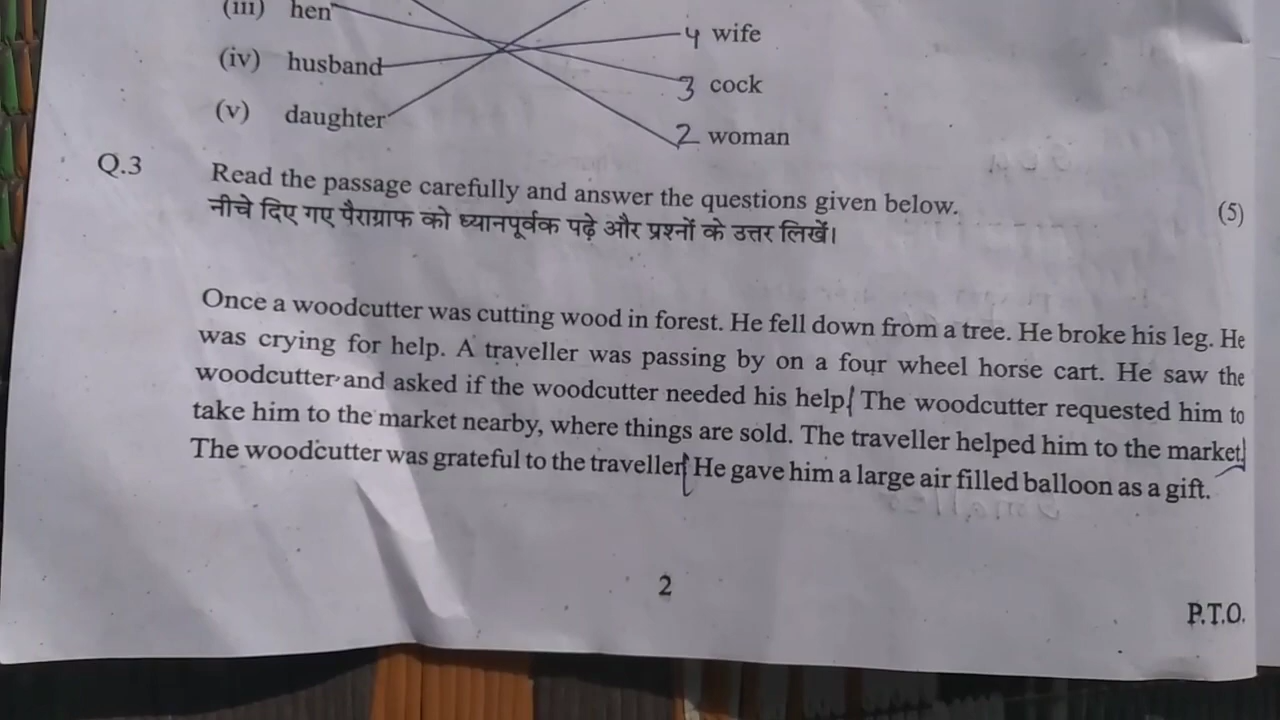 (iii) hen
4 wife
(iv) husband
3 cock
(v) daughter
2 woman
Q.3 Read the passage carefully and answer the questions given below. (5)
नीचे दिए गए पैराग्राफ को ध्यानपूर्वक पढ़े और प्रश्नों के उत्तर लिखें।
Once a woodcutter was cutting wood in forest. He fell down from a tree. He broke his leg. He
was crying for help. A traveller was passing by on a four wheel horse cart. He saw the
woodcutter and asked if the woodcutter needed his help. The woodcutter requested him to
take him to the market nearby, where things are sold. The traveller helped him to the market.
The woodcutter was grateful to the traveller. He gave him a large air filled balloon as a gift.
2
P.T.O.